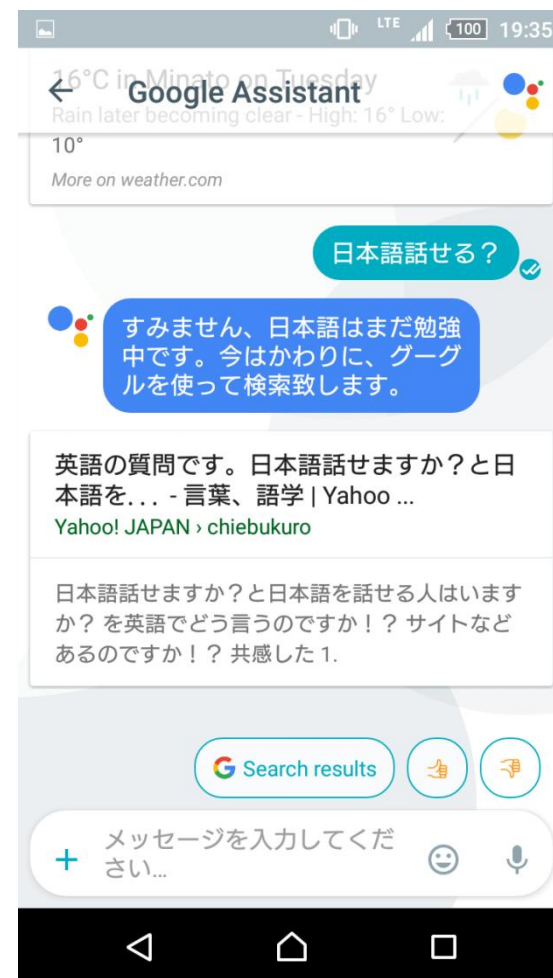 LTE 100 19:35
16°C in Minato on Tuesday
Google Assistant
Rain later becoming clear - High: 16° Low:
10°
More on weather.com
日本語話せる？
すみません、日本語はまだ勉強
中です。今はかわりに、グーグ
ルを使って検索致します。
英語の質問です。日本語話せますか？と日
本語を... - 言葉、語学 | Yahoo ...
Yahoo! JAPAN › chiebukuro
日本語話せますか？と日本語を話せる人はいます
か？ を英語でどう言うのですか！？ サイトなど
あるのですか！？ 共感した 1.
G Search results
メッセージを入力してくだ
さい...